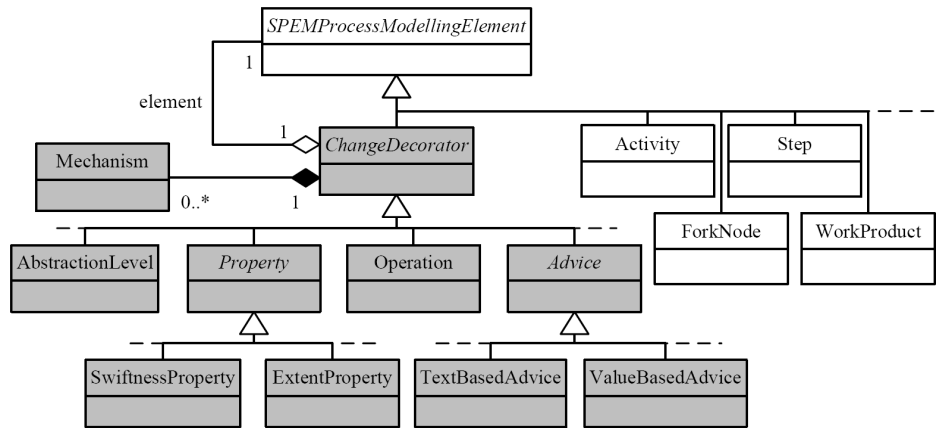 SPEMProcessModellingElement
1
element
1
ChangeDecorator
Activity
Step
Mechanism
0..*
1
ForkNode
WorkProduct
AbstractionLevel
Property
Operation
Advice
SwiftnessProperty
ExtentProperty
TextBasedAdvice
ValueBasedAdvice